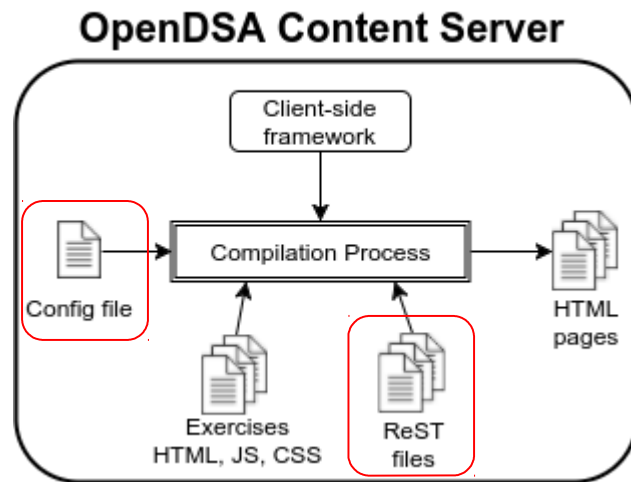 OpenDSA Content Server
Client-side
framework
Compilation Process
Config file
HTML
pages
Exercises
HTML, JS, CSS
ReST
files